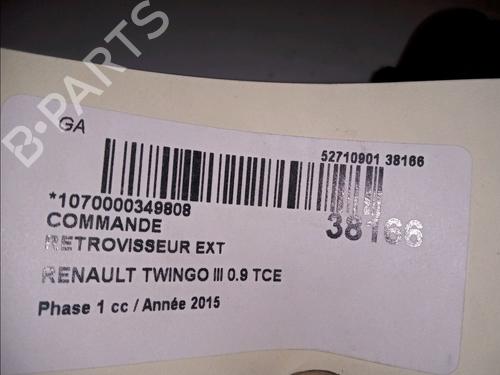 B-PARTS
GA
52710901 38166
*1070000349808
38166
COMMANDE
RETROVISSEUR EXT
RENAULT TWINGO III 0.9 TCE
Phase 1 cc / Année 2015